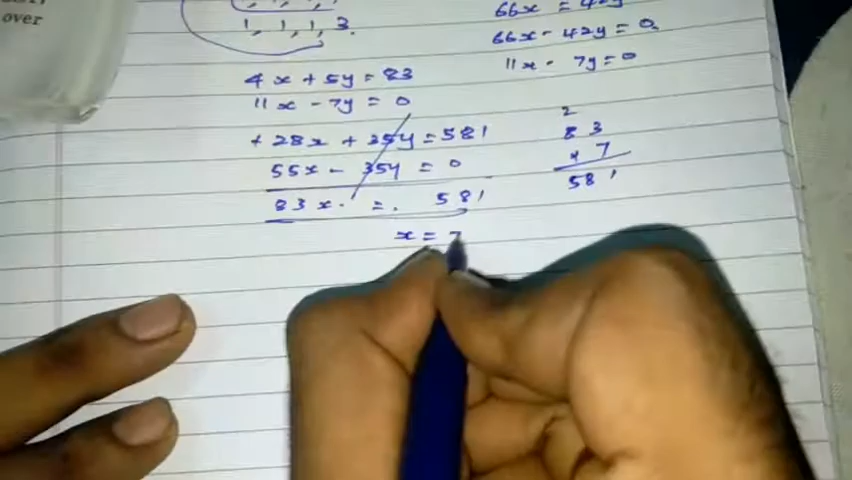 over
1, 1, 1, 3.
4x + 5y = 83
11x - 7y = 0
+ 28x + 35y = 581
55x - 35y = 0
83x. =. 581
x = 7
66x = 42y
66x - 42y = 0.
11x - 7y = 0
2
83
* 7
581